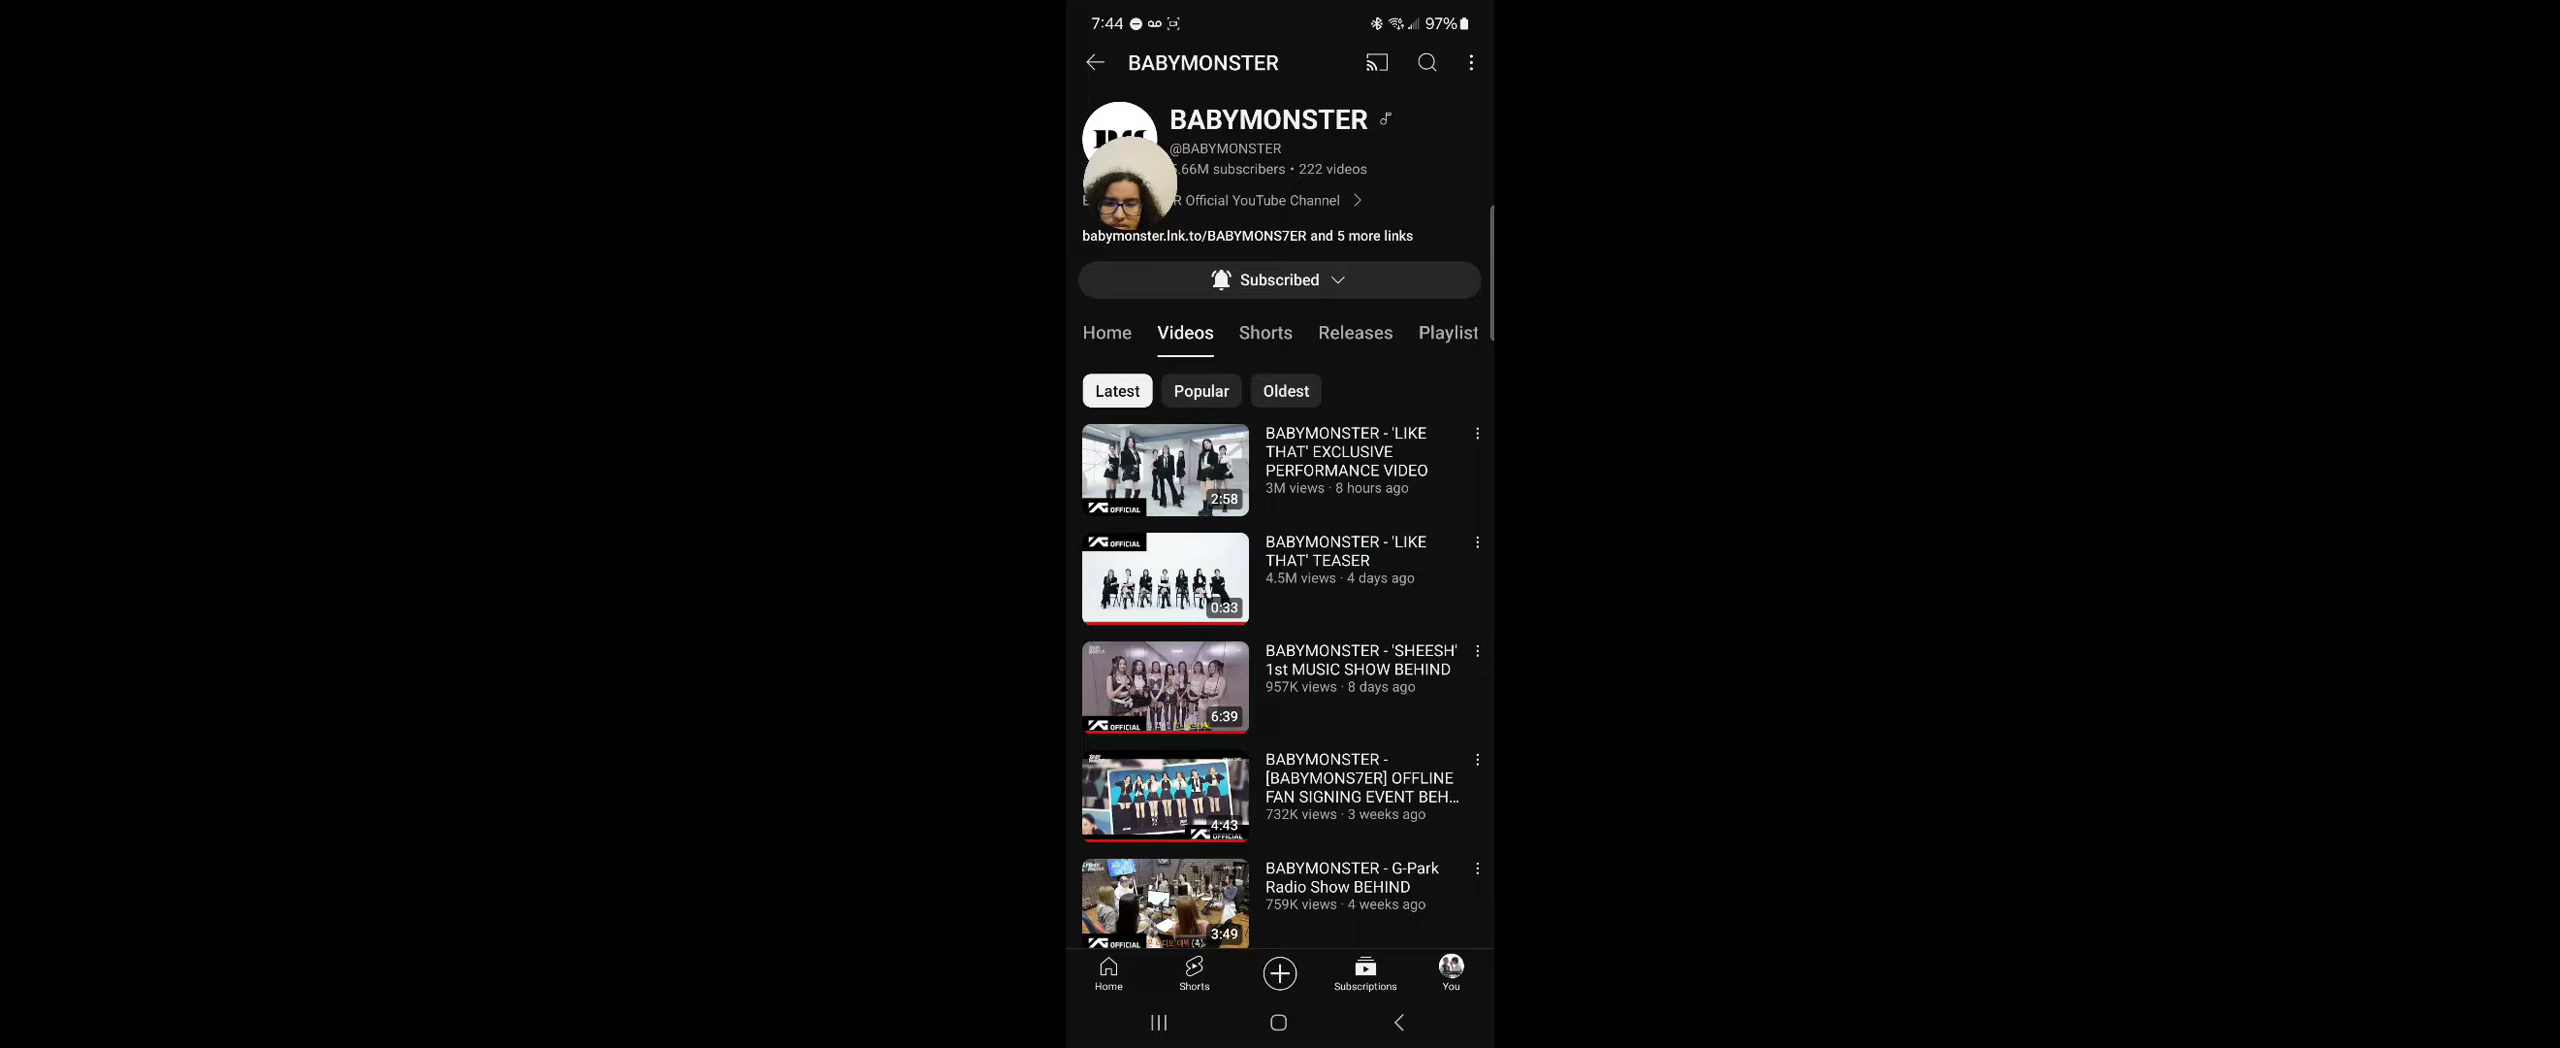 7:44
97%
BABYMONSTER
BABYMONSTER
@BABYMONSTER
.66M subscribers • 222 videos
R Official YouTube Channel
babymonster.lnk.to/BABYMONS7ER and 5 more links
Subscribed
Home Videos Shorts Releases Playlist
Latest Popular Oldest
BABYMONSTER - 'LIKE
THAT' EXCLUSIVE
PERFORMANCE VIDEO
3M views · 8 hours ago
2:58
YG OFFICIAL
YG OFFICIAL
BABYMONSTER - 'LIKE
THAT' TEASER
4.5M views · 4 days ago
0:33
BABYMONSTER - 'SHEESH'
1st MUSIC SHOW BEHIND
957K views · 8 days ago
6:39
YG OFFICIAL
BABYMONSTER -
[BABYMONS7ER] OFFLINE
FAN SIGNING EVENT BEH...
732K views · 3 weeks ago
4:43
YG OFFICIAL
BABYMONSTER - G-Park
Radio Show BEHIND
759K views · 4 weeks ago
3:49
YG OFFICIAL
Home Shorts Subscriptions You